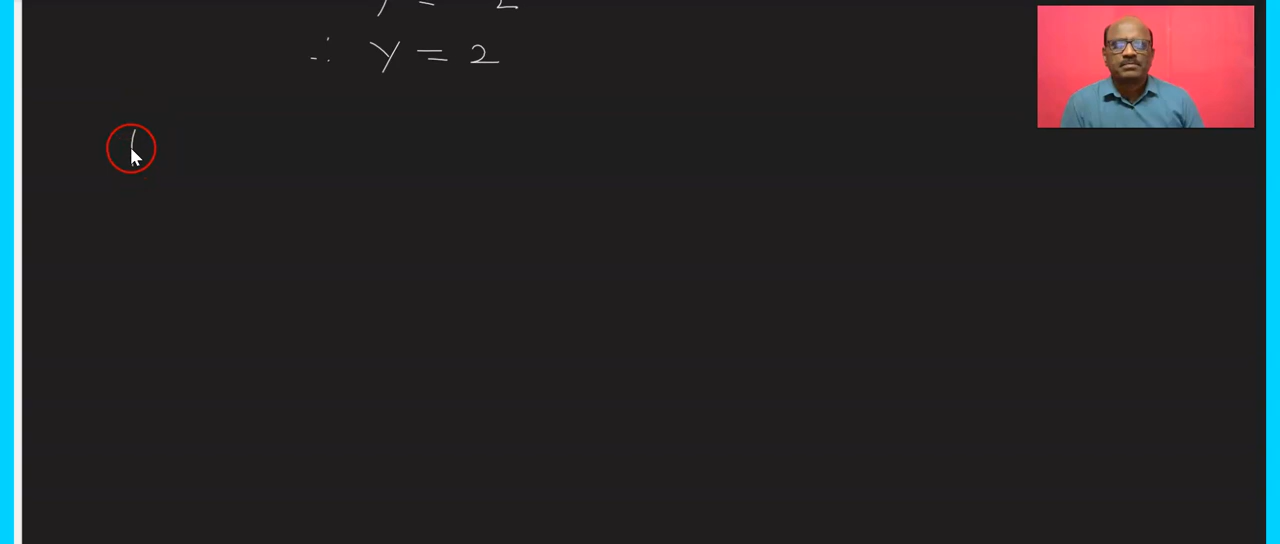 ∴ y = 2